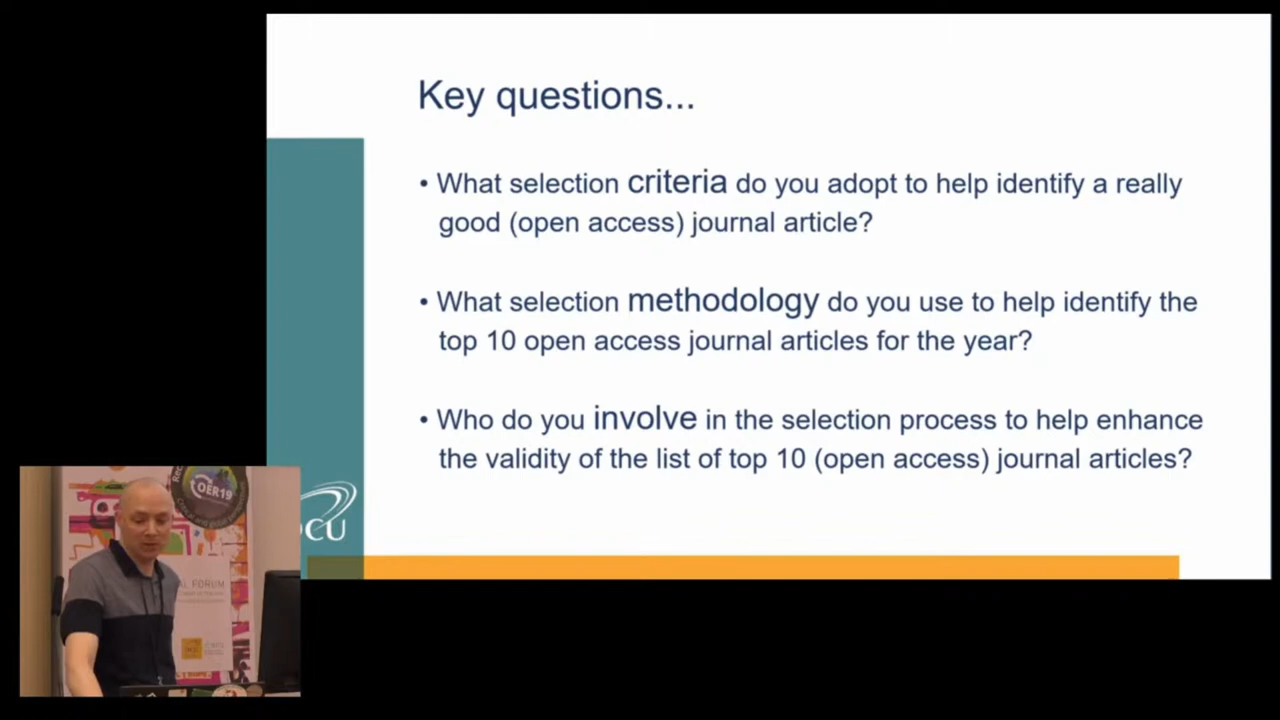 Key questions...
• What selection criteria do you adopt to help identify a really
good (open access) journal article?
• What selection methodology do you use to help identify the
top 10 open access journal articles for the year?
• Who do you involve in the selection process to help enhance
the validity of the list of top 10 (open access) journal articles?
CU
OER19
AL FORUM